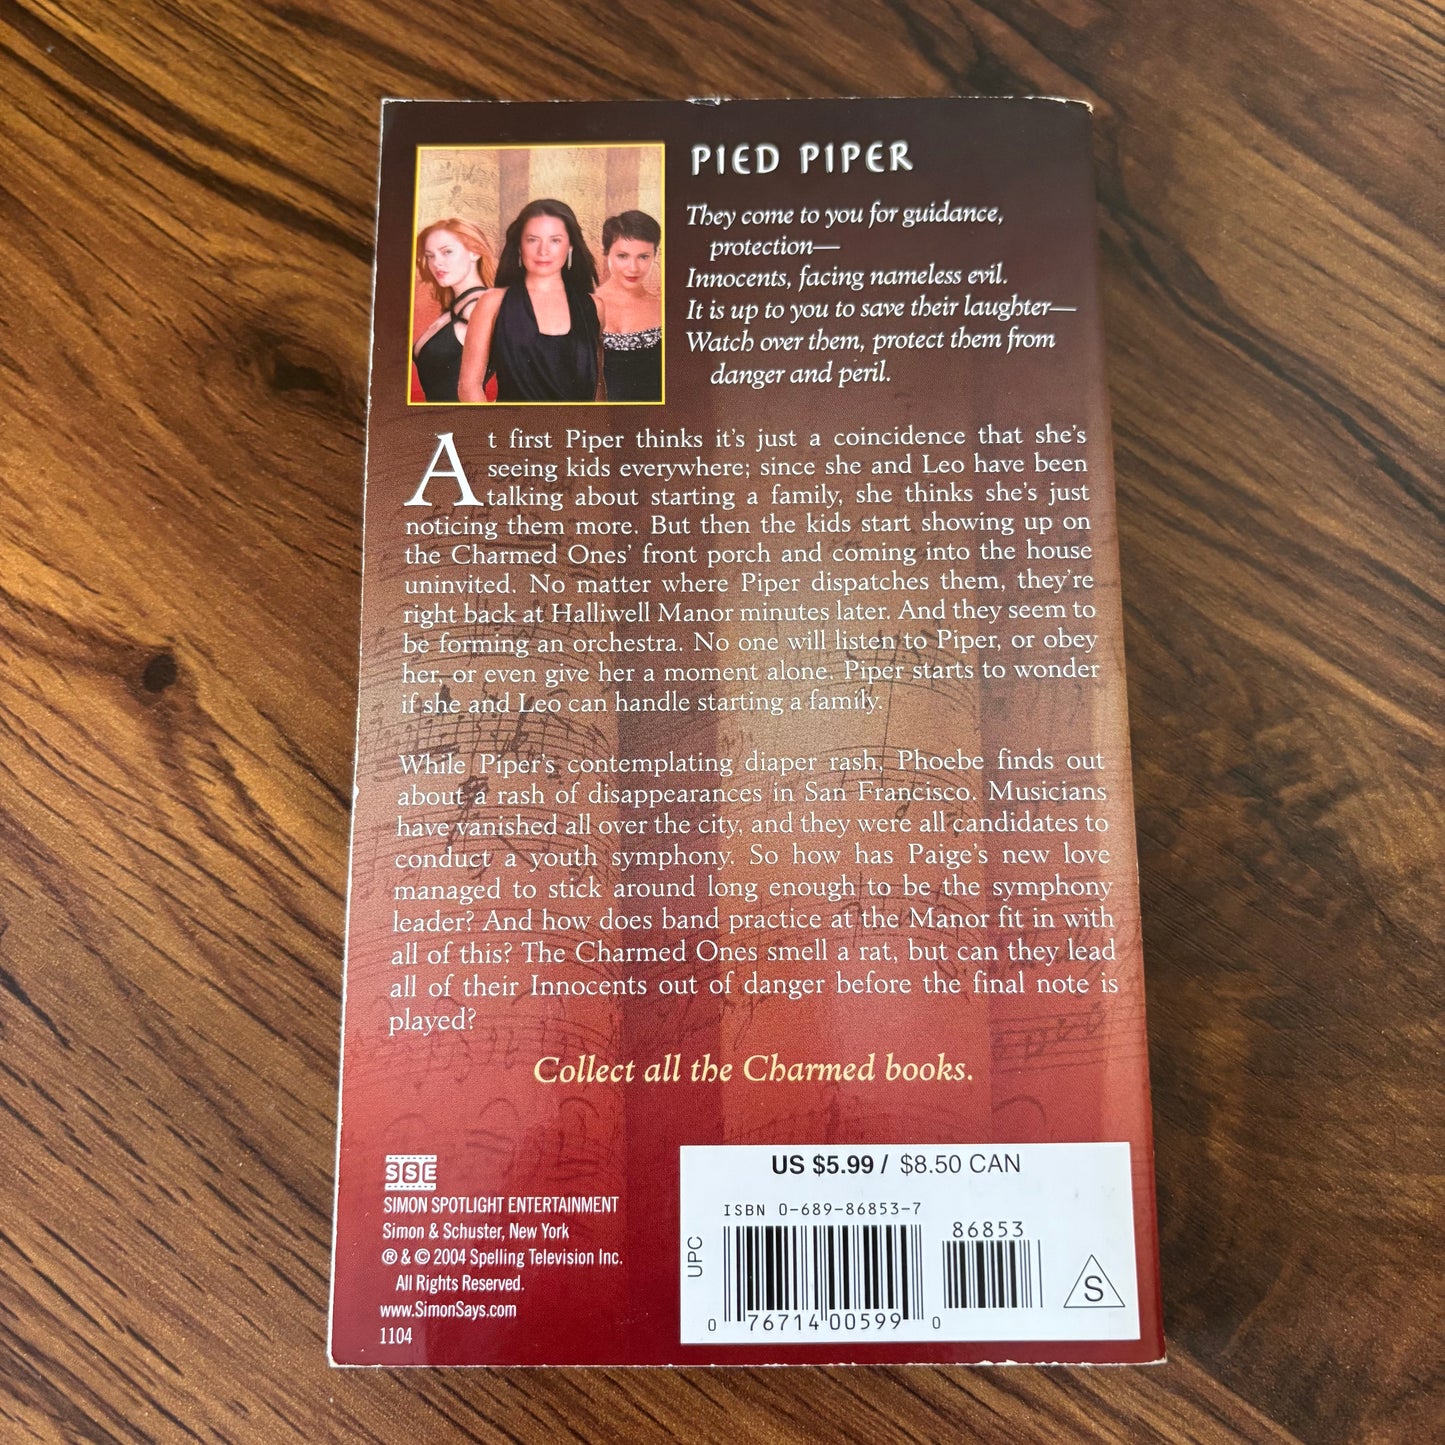 PIED PIPER
They come to you for guidance,
protection—
Innocents, facing nameless evil.
It is up to you to save their laughter—
Watch over them, protect them from
danger and peril.
At first Piper thinks it's just a coincidence that she's
seeing kids everywhere; since she and Leo have been
talking about starting a family, she thinks she's just
noticing them more. But then the kids start showing up on
the Charmed Ones' front porch and coming into the house
uninvited. No matter where Piper dispatches them, they're
right back at Halliwell Manor minutes later. And they seem to
be forming an orchestra. No one will listen to Piper, or obey
her, or even give her a moment alone. Piper starts to wonder
if she and Leo can handle starting a family.
While Piper's contemplating diaper rash, Phoebe finds out
about a rash of disappearances in San Francisco. Musicians
have vanished all over the city, and they were all candidates to
conduct a youth symphony. So how has Paige's new love
managed to stick around long enough to be the symphony
leader? And how does band practice at the Manor fit in with
all of this? The Charmed Ones smell a rat, but can they lead
all of their Innocents out of danger before the final note is
played?
Collect all the Charmed books.
SSE
SIMON SPOTLIGHT ENTERTAINMENT
Simon & Schuster, New York
® & © 2004 Spelling Television Inc.
All Rights Reserved.
www.SimonSays.com
1104
US $5.99 / $8.50 CAN
ISBN 0-689-86853-7
86853
UPC
0 76714 00599 0
S